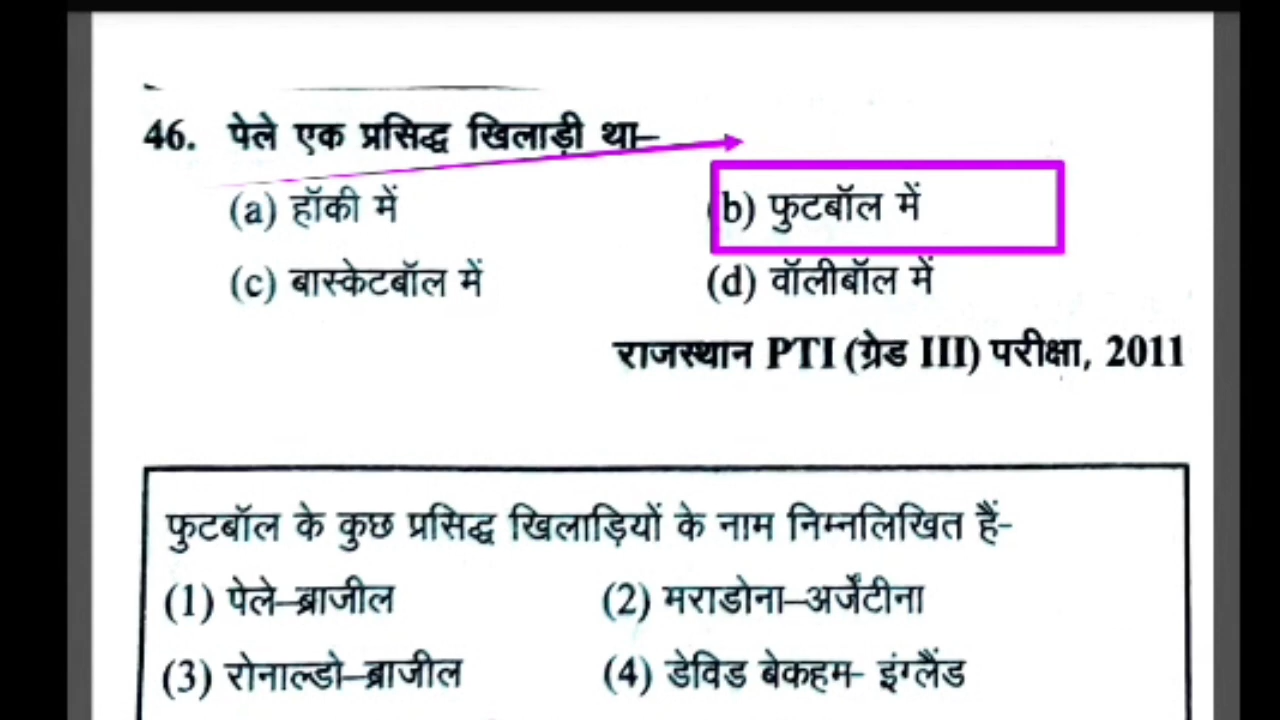 46. पेले एक प्रसिद्ध खिलाड़ी था–
(a) हॉकी में (b) फुटबॉल में
(c) बास्केटबॉल में (d) वॉलीबॉल में
राजस्थान PTI (ग्रेड III) परीक्षा, 2011
फुटबॉल के कुछ प्रसिद्ध खिलाड़ियों के नाम निम्नलिखित हैं-
(1) पेले–ब्राजील (2) मराडोना–अर्जेंटीना
(3) रोनाल्डो–ब्राजील (4) डेविड बेकहम– इंग्लैंड